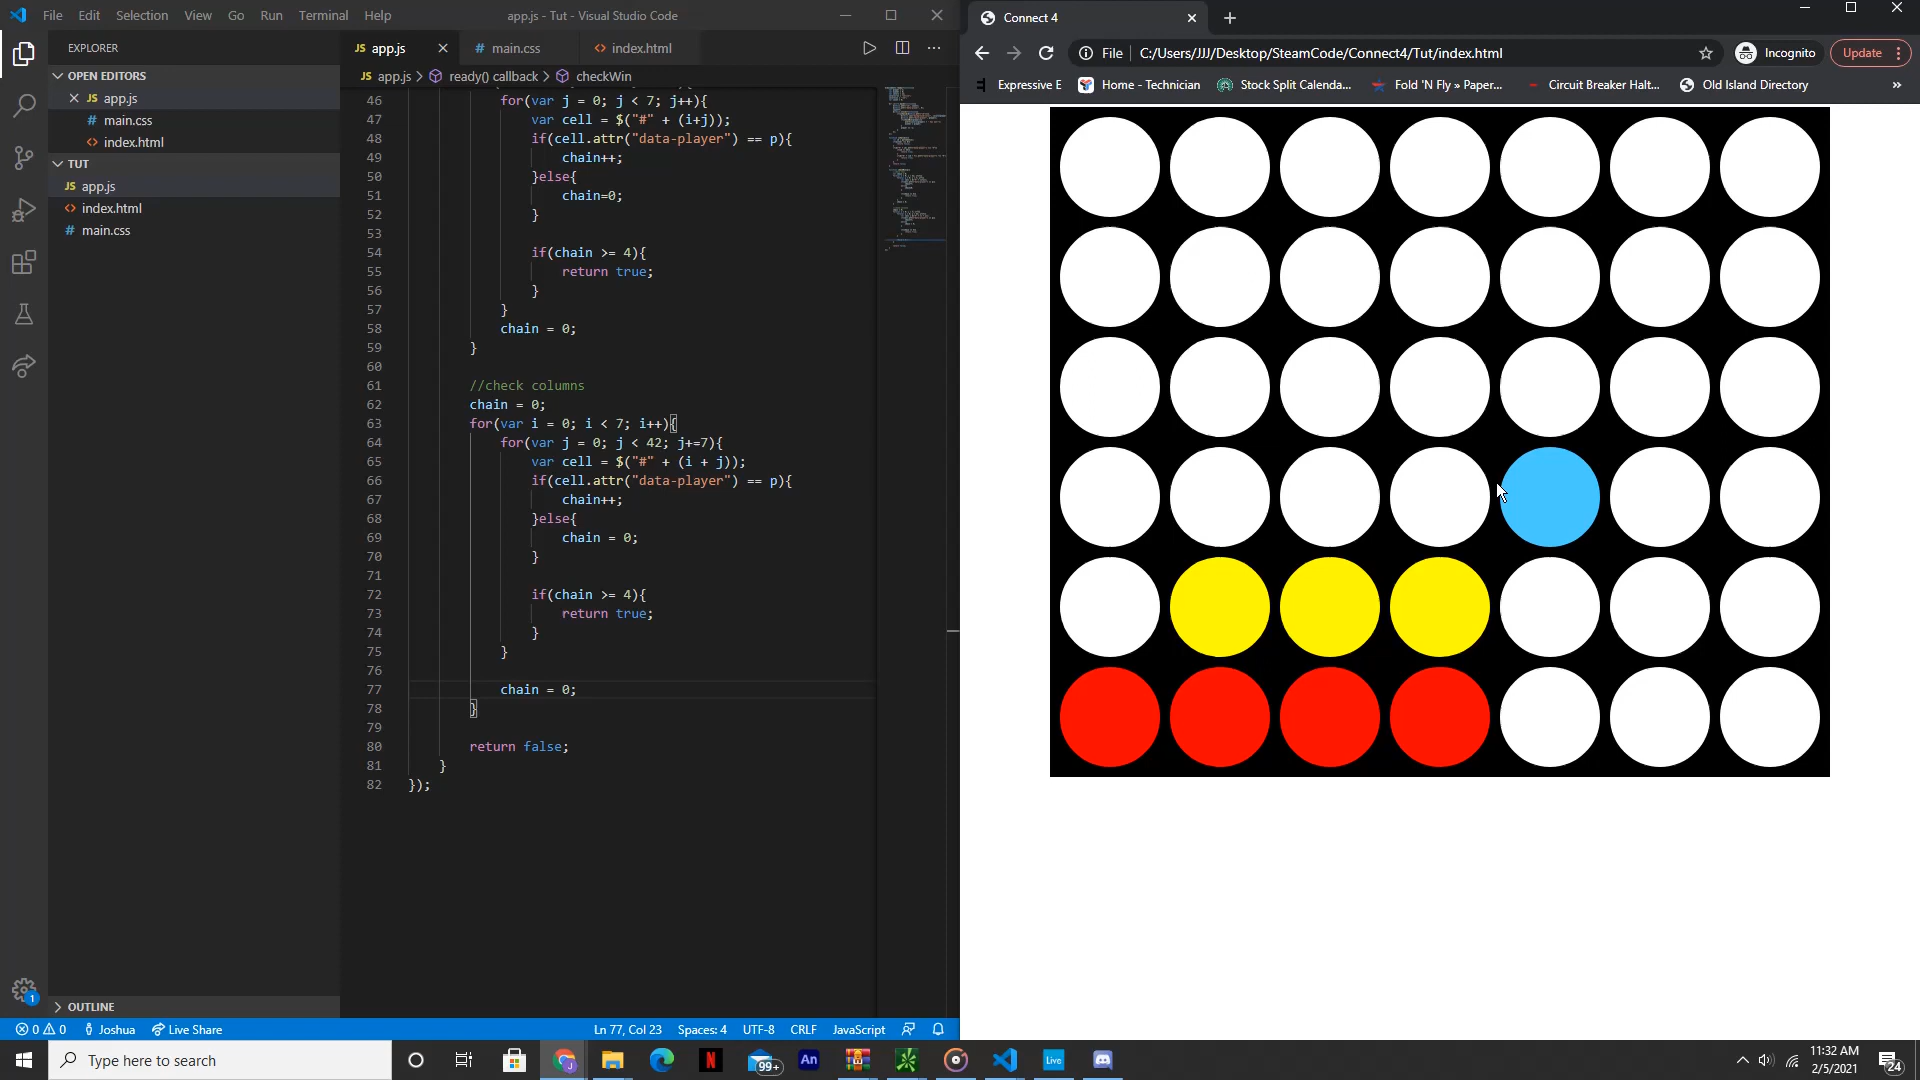 File Edit Selection View Go Run Terminal Help
app.js - Tut - Visual Studio Code
EXPLORER
OPEN EDITORS
JS app.js
# main.css
<> index.html
TUT
JS app.js
<> index.html
# main.css
OUTLINE
JS app.js
# main.css
<> index.html
JS app.js > ready() callback > checkWin
46 for(var j = 0; j < 7; j++){
47 var cell = $("#" + (i+j));
48 if(cell.attr("data-player") == p){
49 chain++;
50 }else{
51 chain=0;
52 }
53
54 if(chain >= 4){
55 return true;
56 }
57 }
58 chain = 0;
59 }
60
61 //check columns
62 chain = 0;
63 for(var i = 0; i < 7; i++){
64 for(var j = 0; j < 42; j+=7){
65 var cell = $("#" + (i + j));
66 if(cell.attr("data-player") == p){
67 chain++;
68 }else{
69 chain = 0;
70 }
71
72 if(chain >= 4){
73 return true;
74 }
75 }
76
77 chain = 0;
78 }
79
80 return false;
81 }
82 });
0 0 Joshua Live Share
Ln 77, Col 23 Spaces: 4 UTF-8 CRLF JavaScript
1
Connect 4
File C:/Users/JJJ/Desktop/SteamCode/Connect4/Tut/index.html
Incognito
Update
Expressive E
Home - Technician
Stock Split Calenda...
Fold 'N Fly » Paper...
Circuit Breaker Halt...
Old Island Directory
»
Type here to search
N
99+
An
Live
11:32 AM
2/5/2021
24